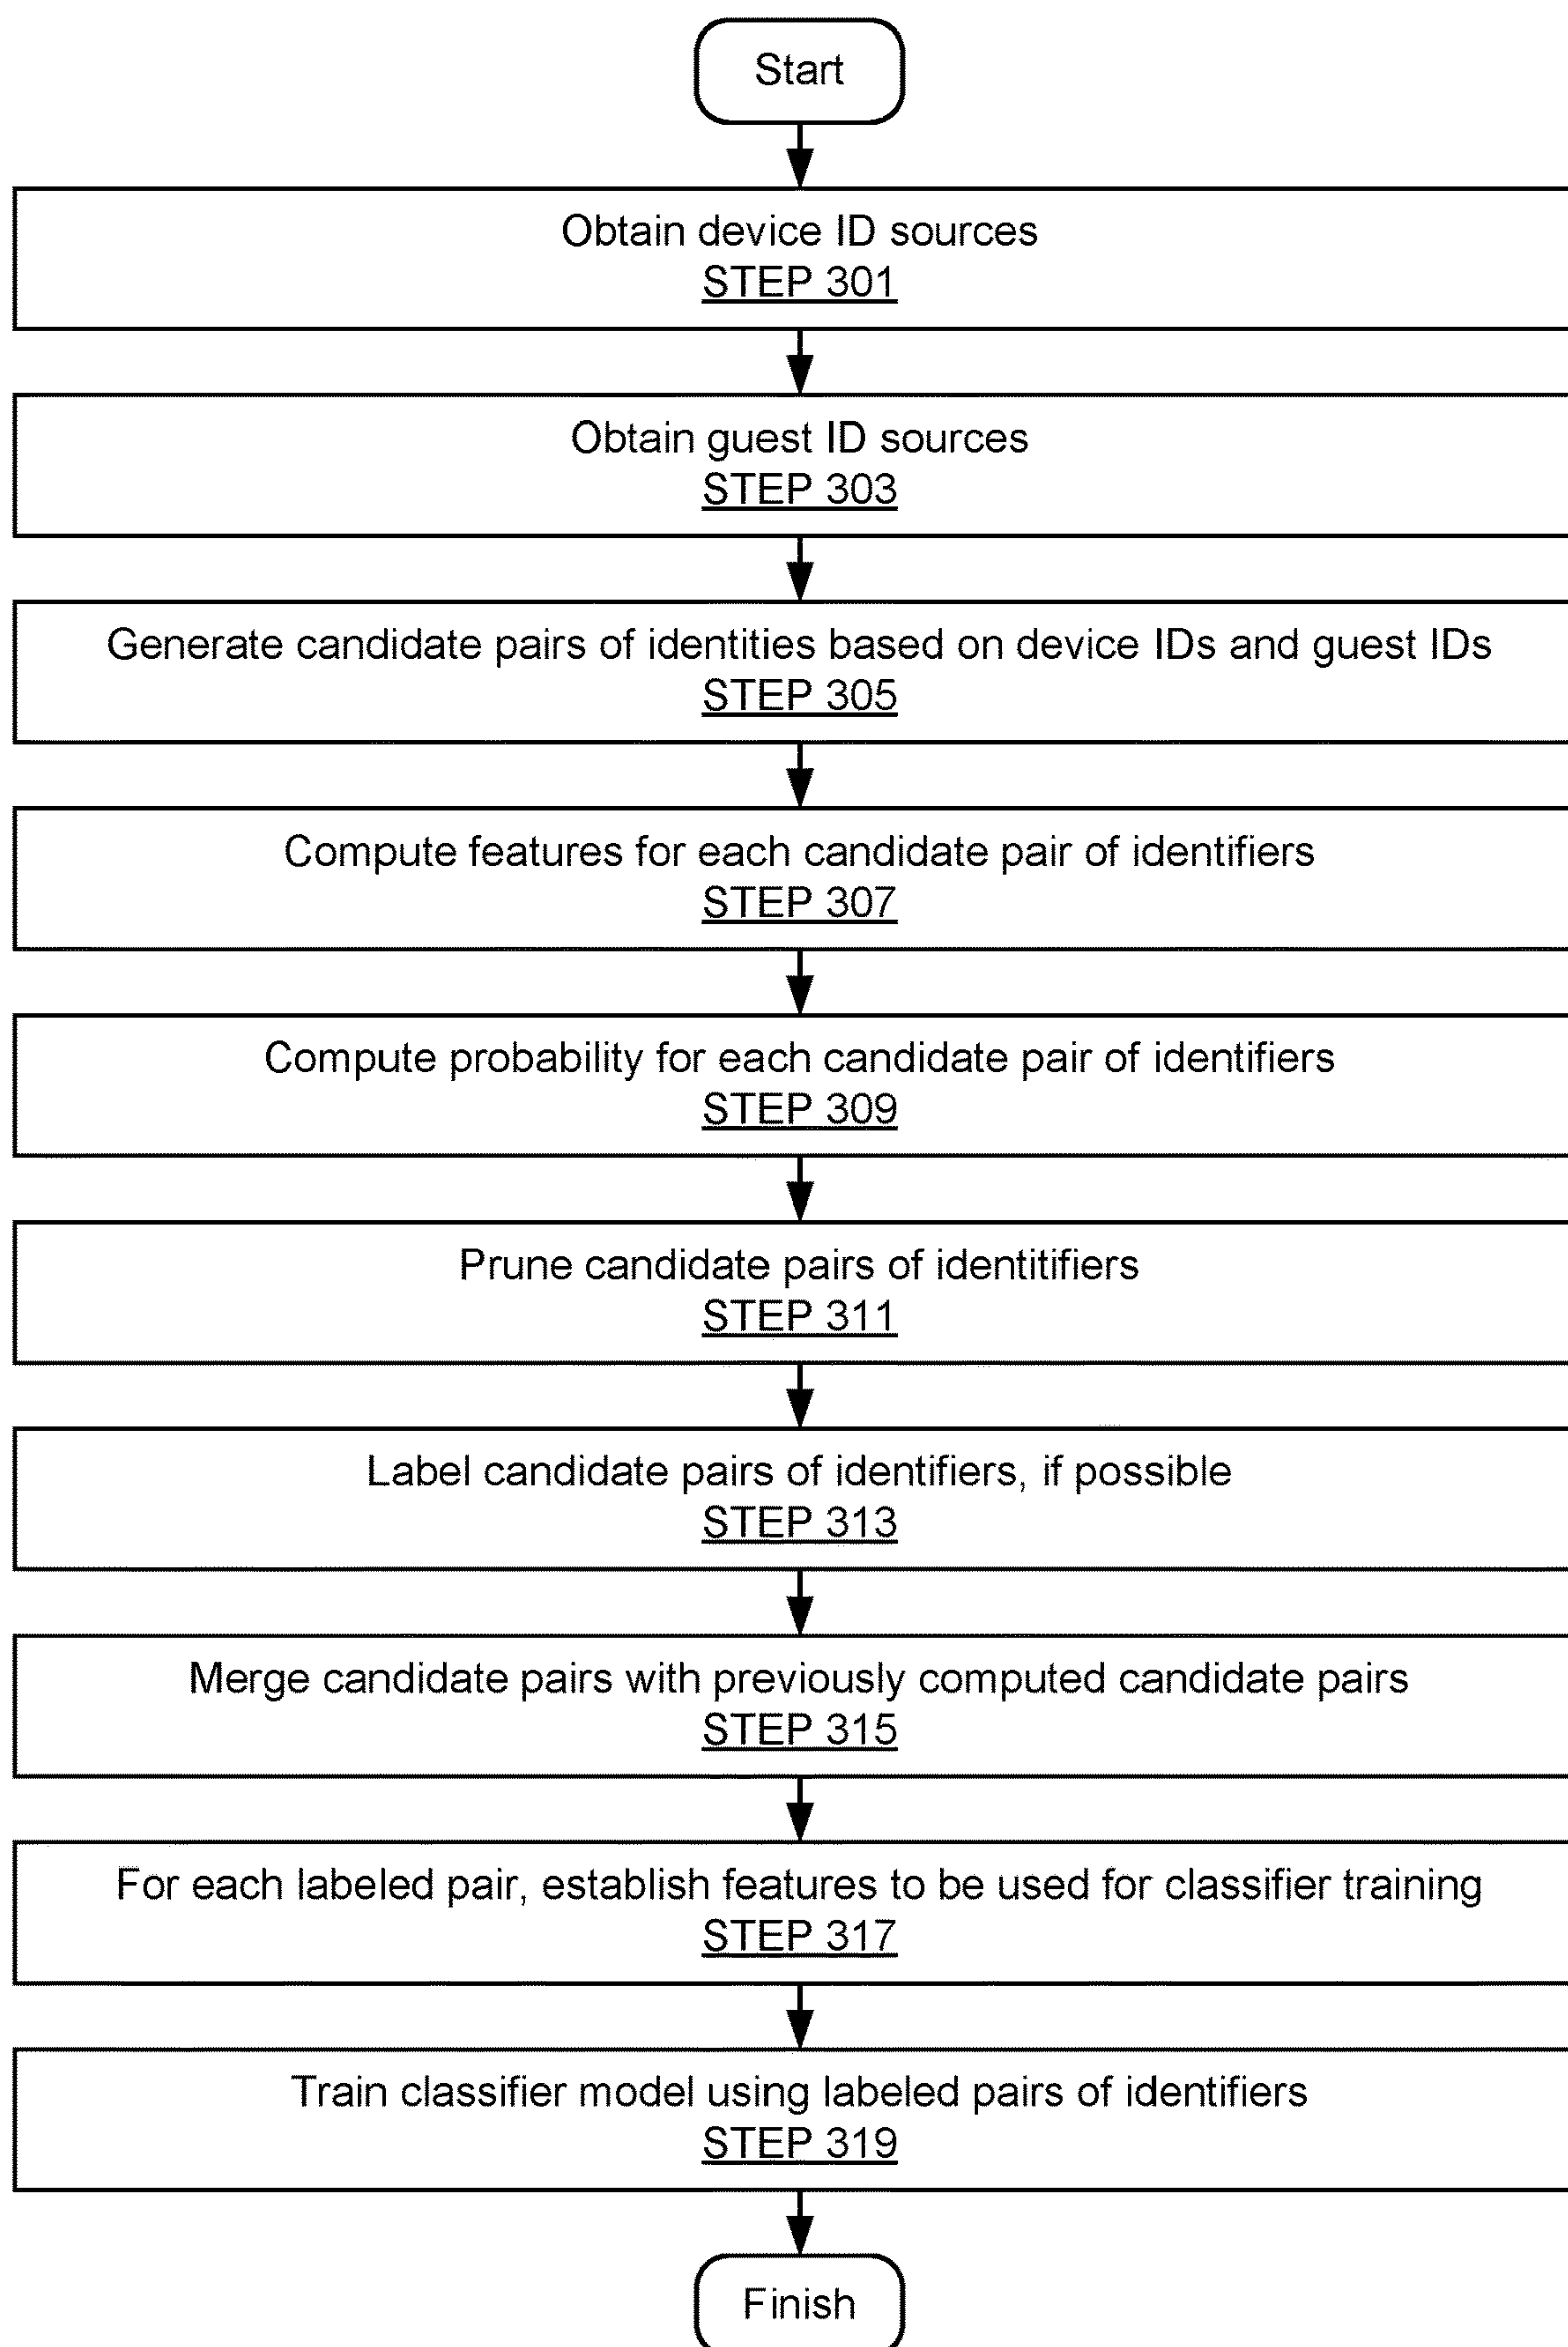 Start
Obtain device ID sources
STEP 301
Obtain guest ID sources
STEP 303
Generate candidate pairs of identities based on device IDs and guest IDs
STEP 305
Compute features for each candidate pair of identifiers
STEP 307
Compute probability for each candidate pair of identifiers
STEP 309
Prune candidate pairs of identitifiers
STEP 311
Label candidate pairs of identifiers, if possible
STEP 313
Merge candidate pairs with previously computed candidate pairs
STEP 315
For each labeled pair, establish features to be used for classifier training
STEP 317
Train classifier model using labeled pairs of identifiers
STEP 319
Finish